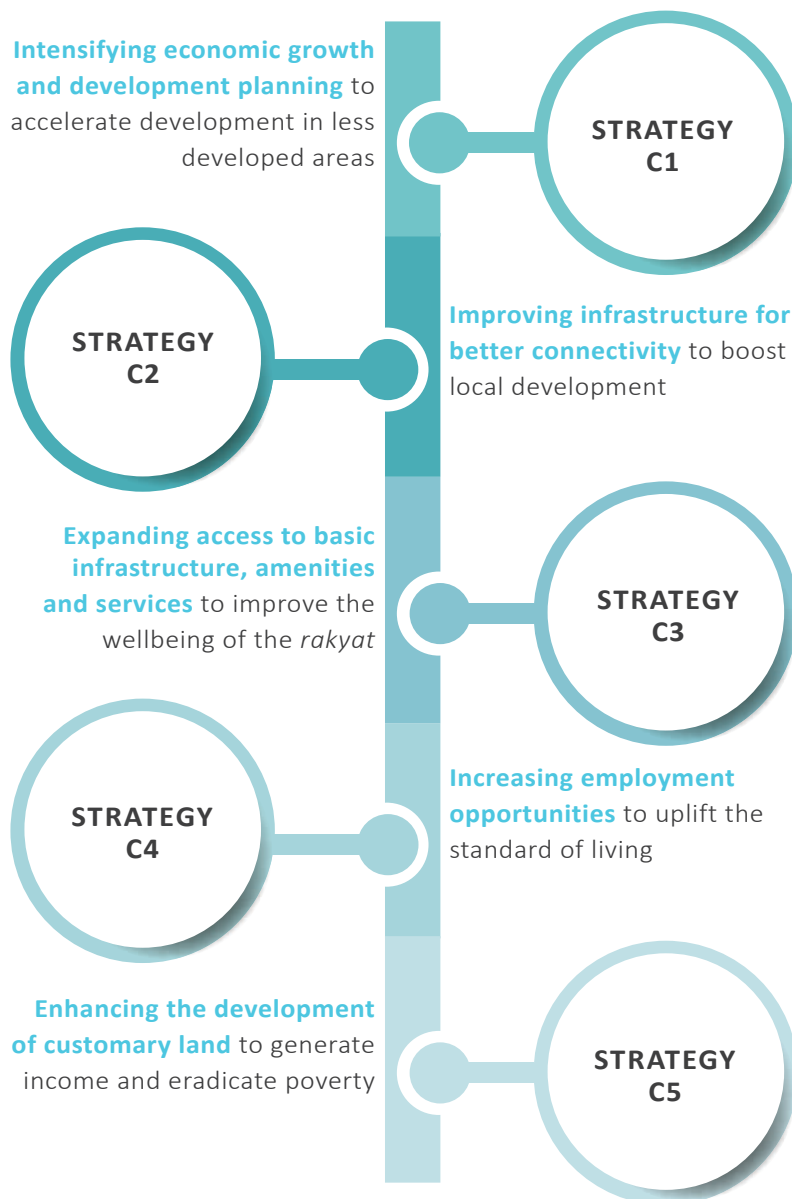 Intensifying economic growth
and development planning to
accelerate development in less
developed areas
STRATEGY
C1
STRATEGY
C2
Improving infrastructure for
better connectivity to boost
local development
Expanding access to basic
infrastructure, amenities
and services to improve the
wellbeing of the rakyat
STRATEGY
C3
STRATEGY
C4
Increasing employment
opportunities to uplift the
standard of living
Enhancing the development
of customary land to generate
income and eradicate poverty
STRATEGY
C5